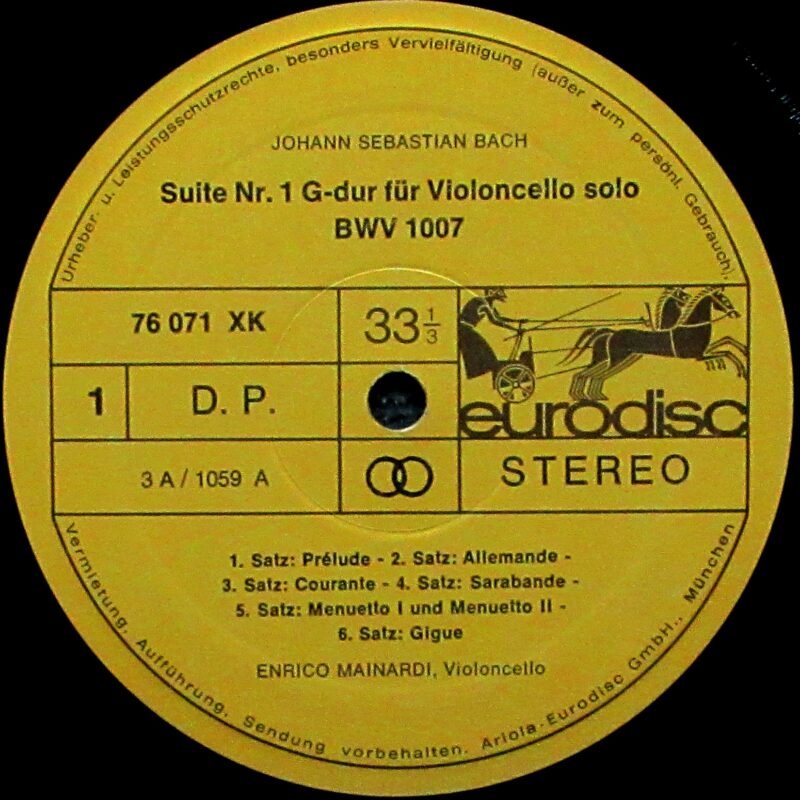 Urheber- u. Leistungsschutzrechte, besonders Vervielfältigung (außer zum persönl. Gebrauch),
JOHANN SEBASTIAN BACH
Suite Nr. 1 G-dur für Violoncello solo
BWV 1007
76 071 XK
33 1/3
eurodisc
1
D. P.
3 A / 1059 A
STEREO
1. Satz: Prélude - 2. Satz: Allemande -
3. Satz: Courante - 4. Satz: Sarabande -
5. Satz: Menuetto I und Menuetto II -
6. Satz: Gigue
ENRICO MAINARDI, Violoncello
Vermietung, Aufführung, Sendung vorbehalten. Ariola-Eurodisc GmbH., München